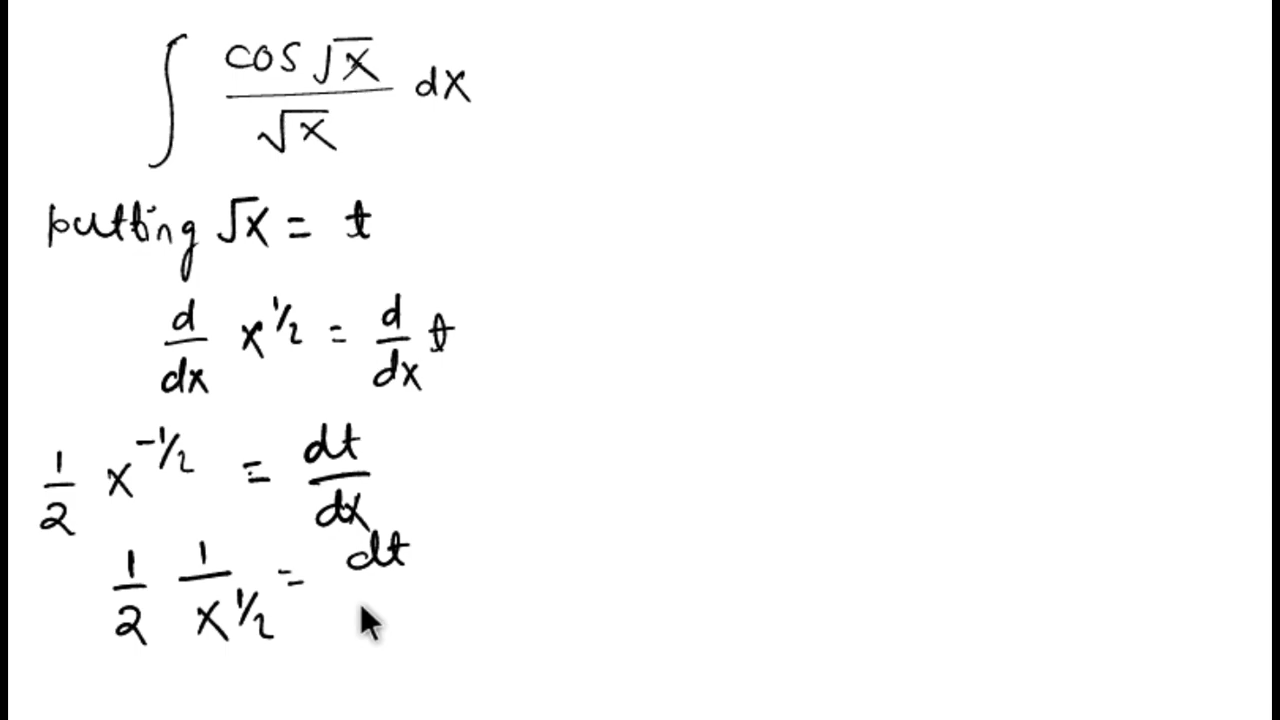 ∫ cos √x / √x dx
putting √x = t
d/dx x^1/2 = d/dx t
1/2 x^-1/2 = dt/dx
1/2 1/x^1/2 = dt